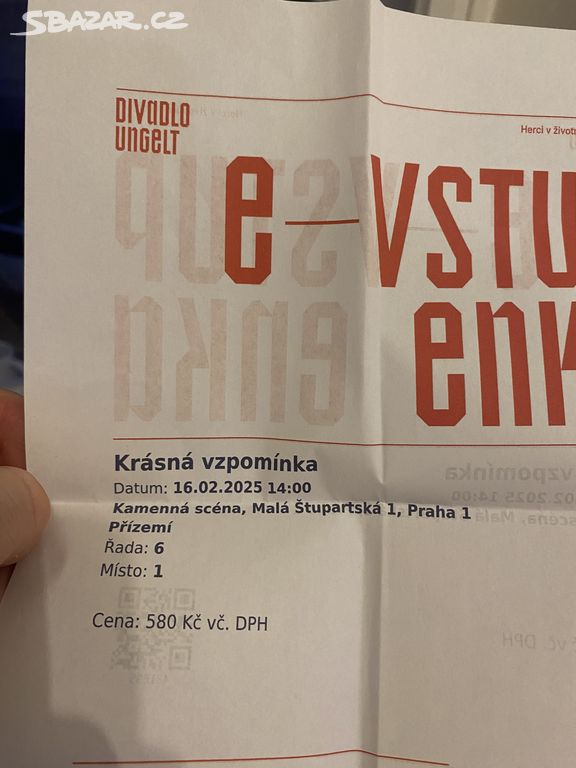 SBAZAR.CZ
DIVADLO
UNGELT
Herci v život
e—VSTU
enk
Krásná vzpomínka
Datum: 16.02.2025 14:00
Kamenná scéna, Malá Štupartská 1, Praha 1
Přízemí
Řada: 6
Místo: 1
Cena: 580 Kč vč. DPH